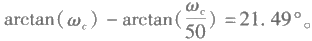 arctan(ω_c) − arctan(ω_c/50) = 21.49°。